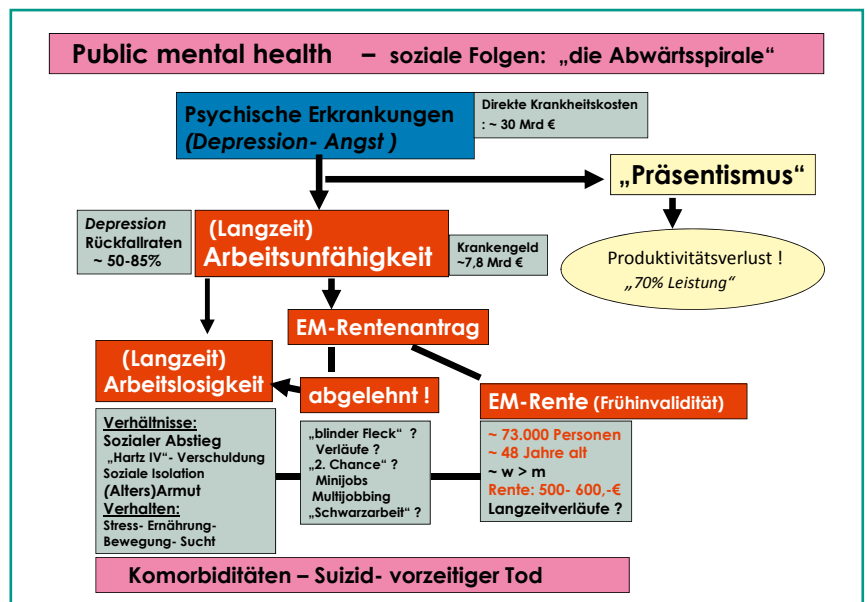 Public mental health – soziale Folgen: „die Abwärtsspirale“
Psychische Erkrankungen
(Depression- Angst )
Direkte Krankheitskosten
: ~ 30 Mrd €
„Präsentismus“
Produktivitätsverlust !
„70% Leistung“
Depression
Rückfallraten
~ 50-85%
(Langzeit)
Arbeitsunfähigkeit
Krankengeld
~7,8 Mrd €
EM-Rentenantrag
(Langzeit)
Arbeitslosigkeit
abgelehnt !
EM-Rente (Frühinvalidität)
Verhältnisse:
Sozialer Abstieg
„Hartz IV“- Verschuldung
Soziale Isolation
(Alters)Armut
Verhalten:
Stress- Ernährung-
Bewegung- Sucht
„blinder Fleck“ ?
Verläufe ?
„2. Chance“ ?
Minijobs
Multijobbing
„Schwarzarbeit“ ?
~ 73.000 Personen
~ 48 Jahre alt
~ w > m
Rente: 500- 600,-€
Langzeitverläufe ?
Komorbiditäten – Suizid- vorzeitiger Tod